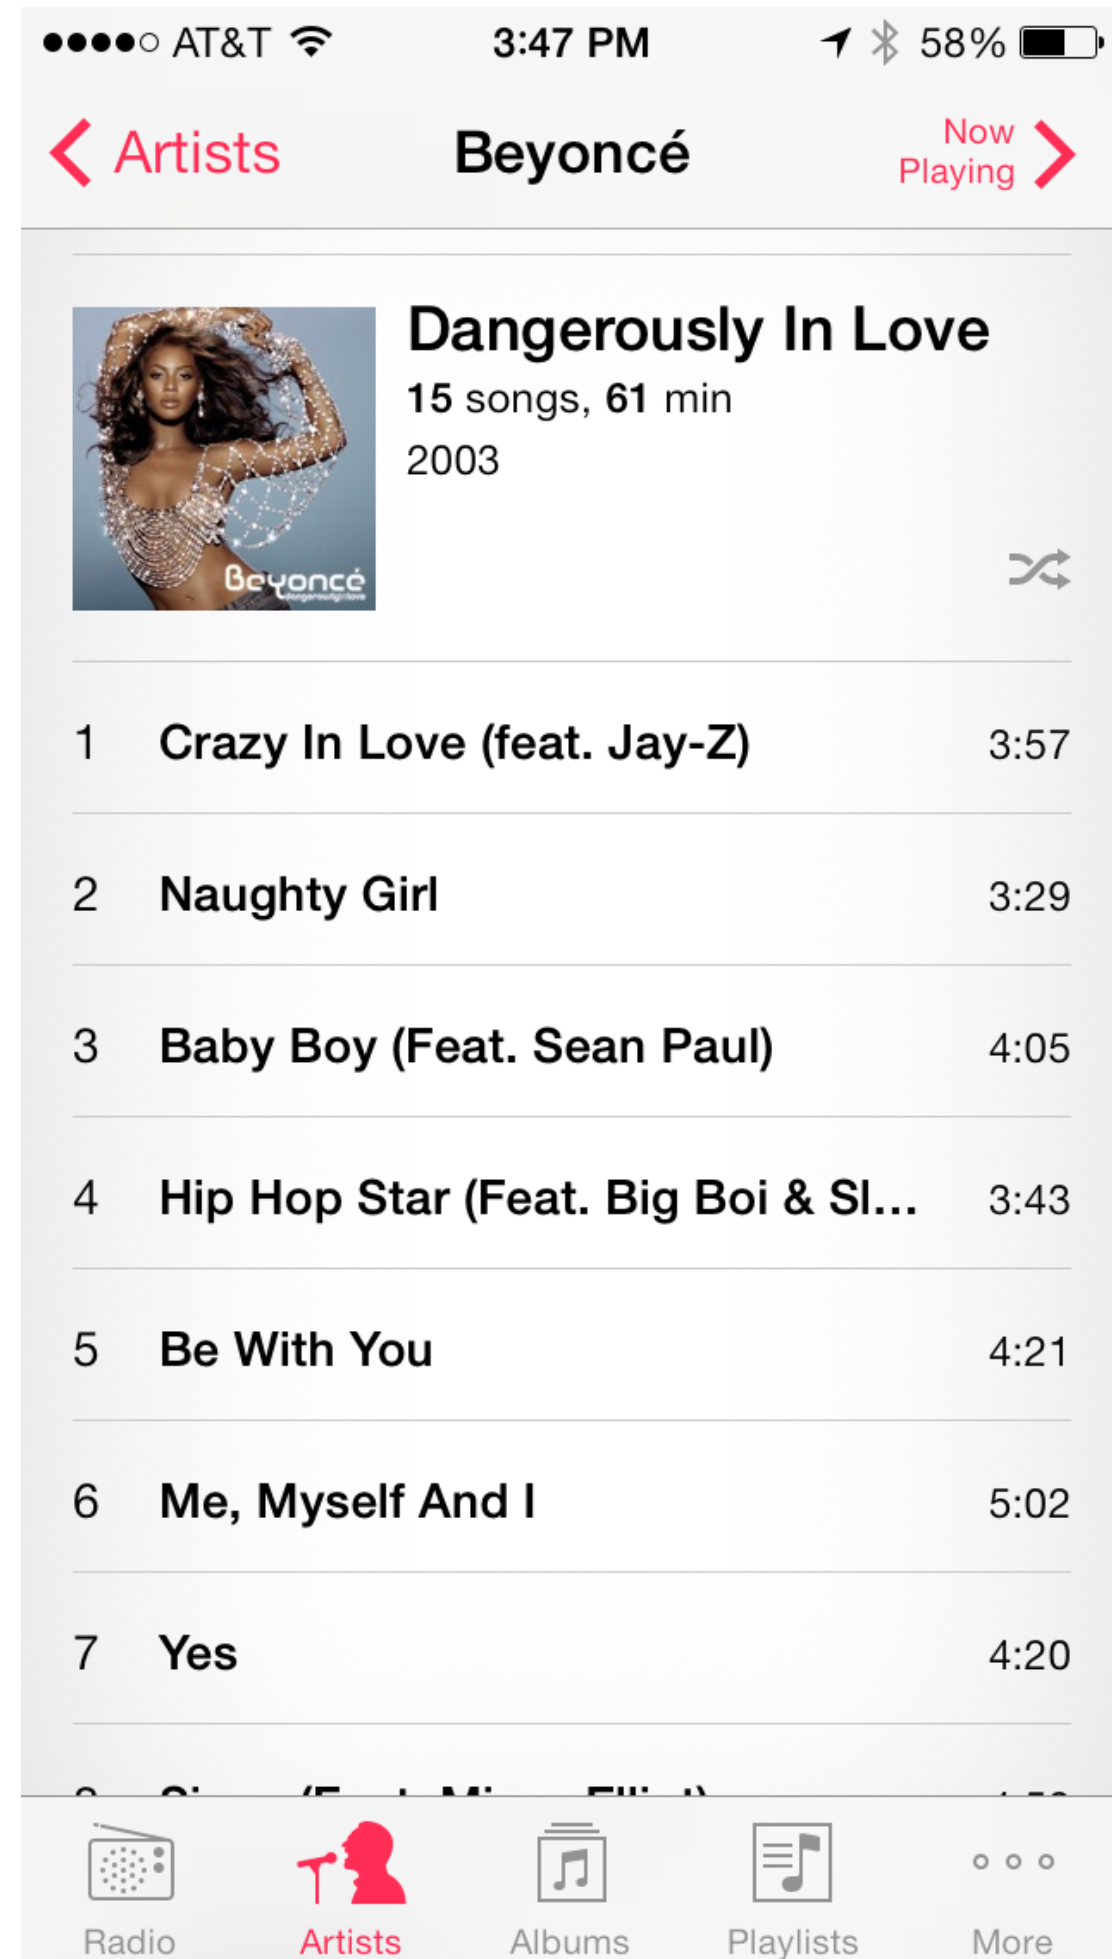 AT&T 3:47 PM 58%
Artists Beyoncé Now Playing
Dangerously In Love
15 songs, 61 min
2003
Beyoncé
dangerously in love
1 Crazy In Love (feat. Jay-Z) 3:57
2 Naughty Girl 3:29
3 Baby Boy (Feat. Sean Paul) 4:05
4 Hip Hop Star (Feat. Big Boi & Sl... 3:43
5 Be With You 4:21
6 Me, Myself And I 5:02
7 Yes 4:20
Radio Artists Albums Playlists More